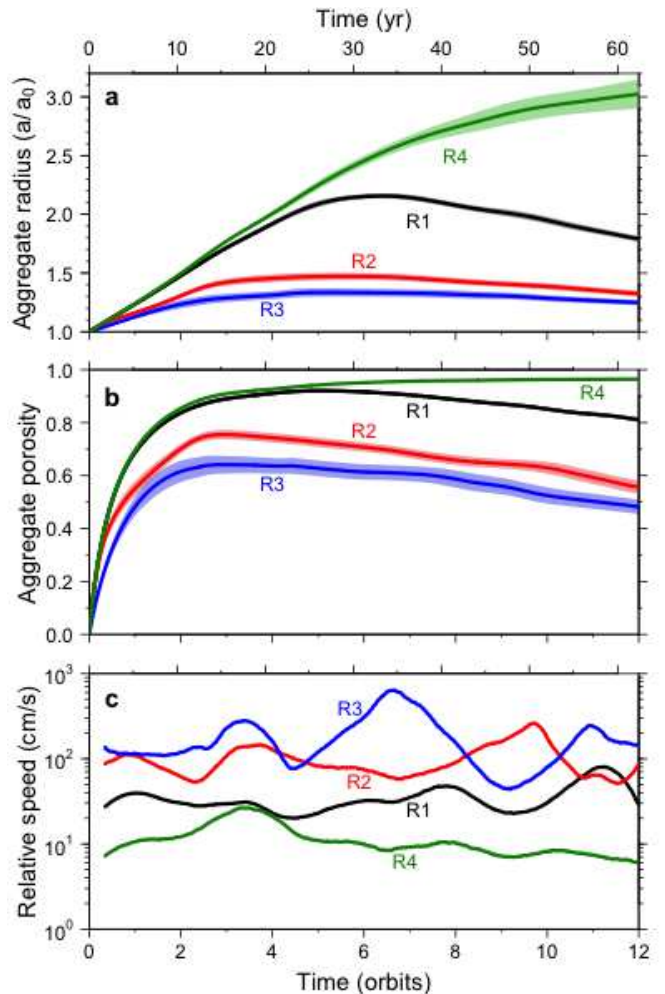 Time (yr)
0 10 20 30 40 50 60
Aggregate radius (a/a₀)
a
3.0
2.5
2.0
1.5
1.0
R4
R1
R2
R3
Aggregate porosity
b
1.0
0.8
0.6
0.4
0.2
0.0
R4
R1
R2
R3
Relative speed (cm/s)
c
10³
10²
10¹
10⁰
R3
R2
R1
R4
0 2 4 6 8 10 12
Time (orbits)